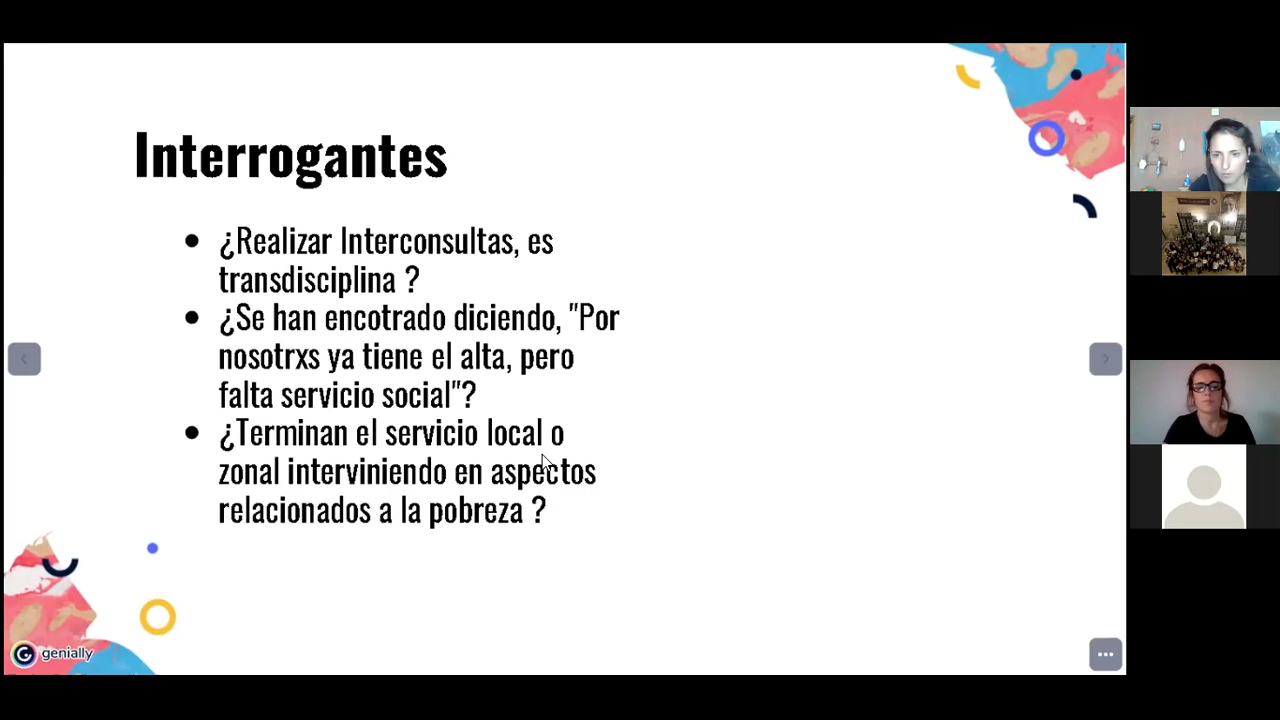 Interrogantes
¿Realizar Interconsultas, es
transdisciplina ?
¿Se han encotrado diciendo, "Por
nosotrxs ya tiene el alta, pero
falta servicio social"?
¿Terminan el servicio local o
zonal interviniendo en aspectos
relacionados a la pobreza ?
genially